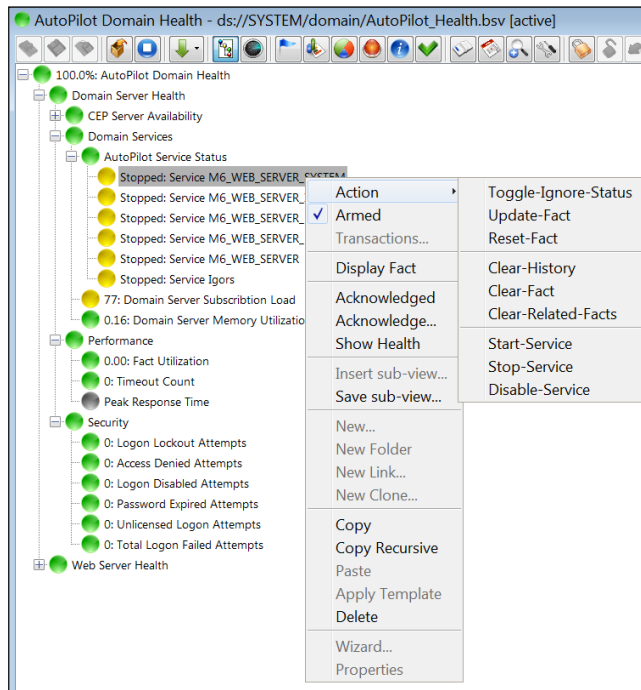 AutoPilot Domain Health - ds://SYSTEM/domain/AutoPilot_Health.bsv [active]
100.0%: AutoPilot Domain Health
Domain Server Health
CEP Server Availability
Domain Services
AutoPilot Service Status
Stopped: Service M6_WEB_SERVER_SYSTEM
Stopped: Service M6_WEB_SERVER_
Stopped: Service M6_WEB_SERVER_
Stopped: Service M6_WEB_SERVER_
Stopped: Service M6_WEB_SERVER
Stopped: Service Igors
77: Domain Server Subscribtion Load
0.16: Domain Server Memory Utilizatio
Performance
0.00: Fact Utilization
0: Timeout Count
Peak Response Time
Security
0: Logon Lockout Attempts
0: Access Denied Attempts
0: Logon Disabled Attempts
0: Password Expired Attempts
0: Unlicensed Logon Attempts
0: Total Logon Failed Attempts
Web Server Health
Action
Armed
Transactions...
Display Fact
Acknowledged
Acknowledge...
Show Health
Insert sub-view...
Save sub-view...
New...
New Folder
New Link...
New Clone...
Copy
Copy Recursive
Paste
Apply Template
Delete
Wizard...
Properties
Toggle-Ignore-Status
Update-Fact
Reset-Fact
Clear-History
Clear-Fact
Clear-Related-Facts
Start-Service
Stop-Service
Disable-Service